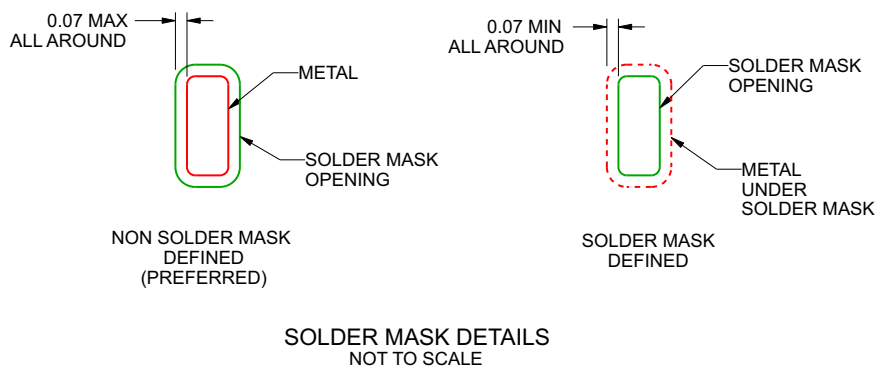 0.07 MAX
ALL AROUND
METAL
SOLDER MASK
OPENING
NON SOLDER MASK
DEFINED
(PREFERRED)
0.07 MIN
ALL AROUND
SOLDER MASK
OPENING
METAL
UNDER
SOLDER MASK
SOLDER MASK
DEFINED
SOLDER MASK DETAILS
NOT TO SCALE